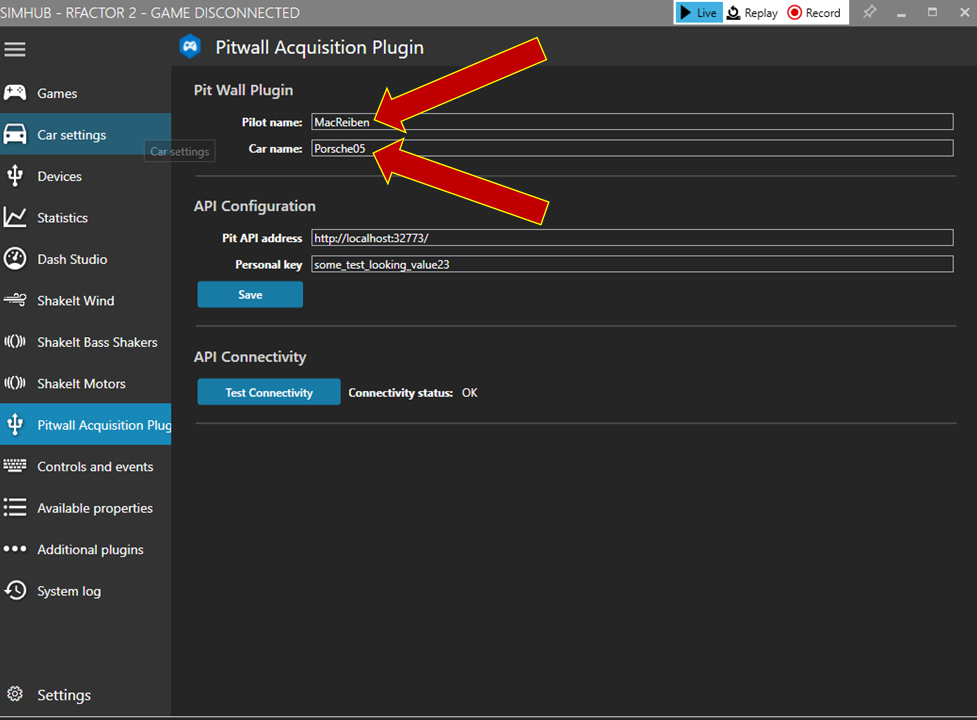 SIMHUB - RFACTOR 2 - GAME DISCONNECTED
Live Replay Record
Pitwall Acquisition Plugin
Games
Car settings
Car settings
Devices
Statistics
Dash Studio
ShakeIt Wind
ShakeIt Bass Shakers
ShakeIt Motors
Pitwall Acquisition Plug
Controls and events
Available properties
Additional plugins
System log
Settings
Pit Wall Plugin
Pilot name: MacReiben
Car name: Porsche05
API Configuration
Pit API address http://localhost:32773/
Personal key some_test_looking_value23
Save
API Connectivity
Test Connectivity Connectivity status: OK